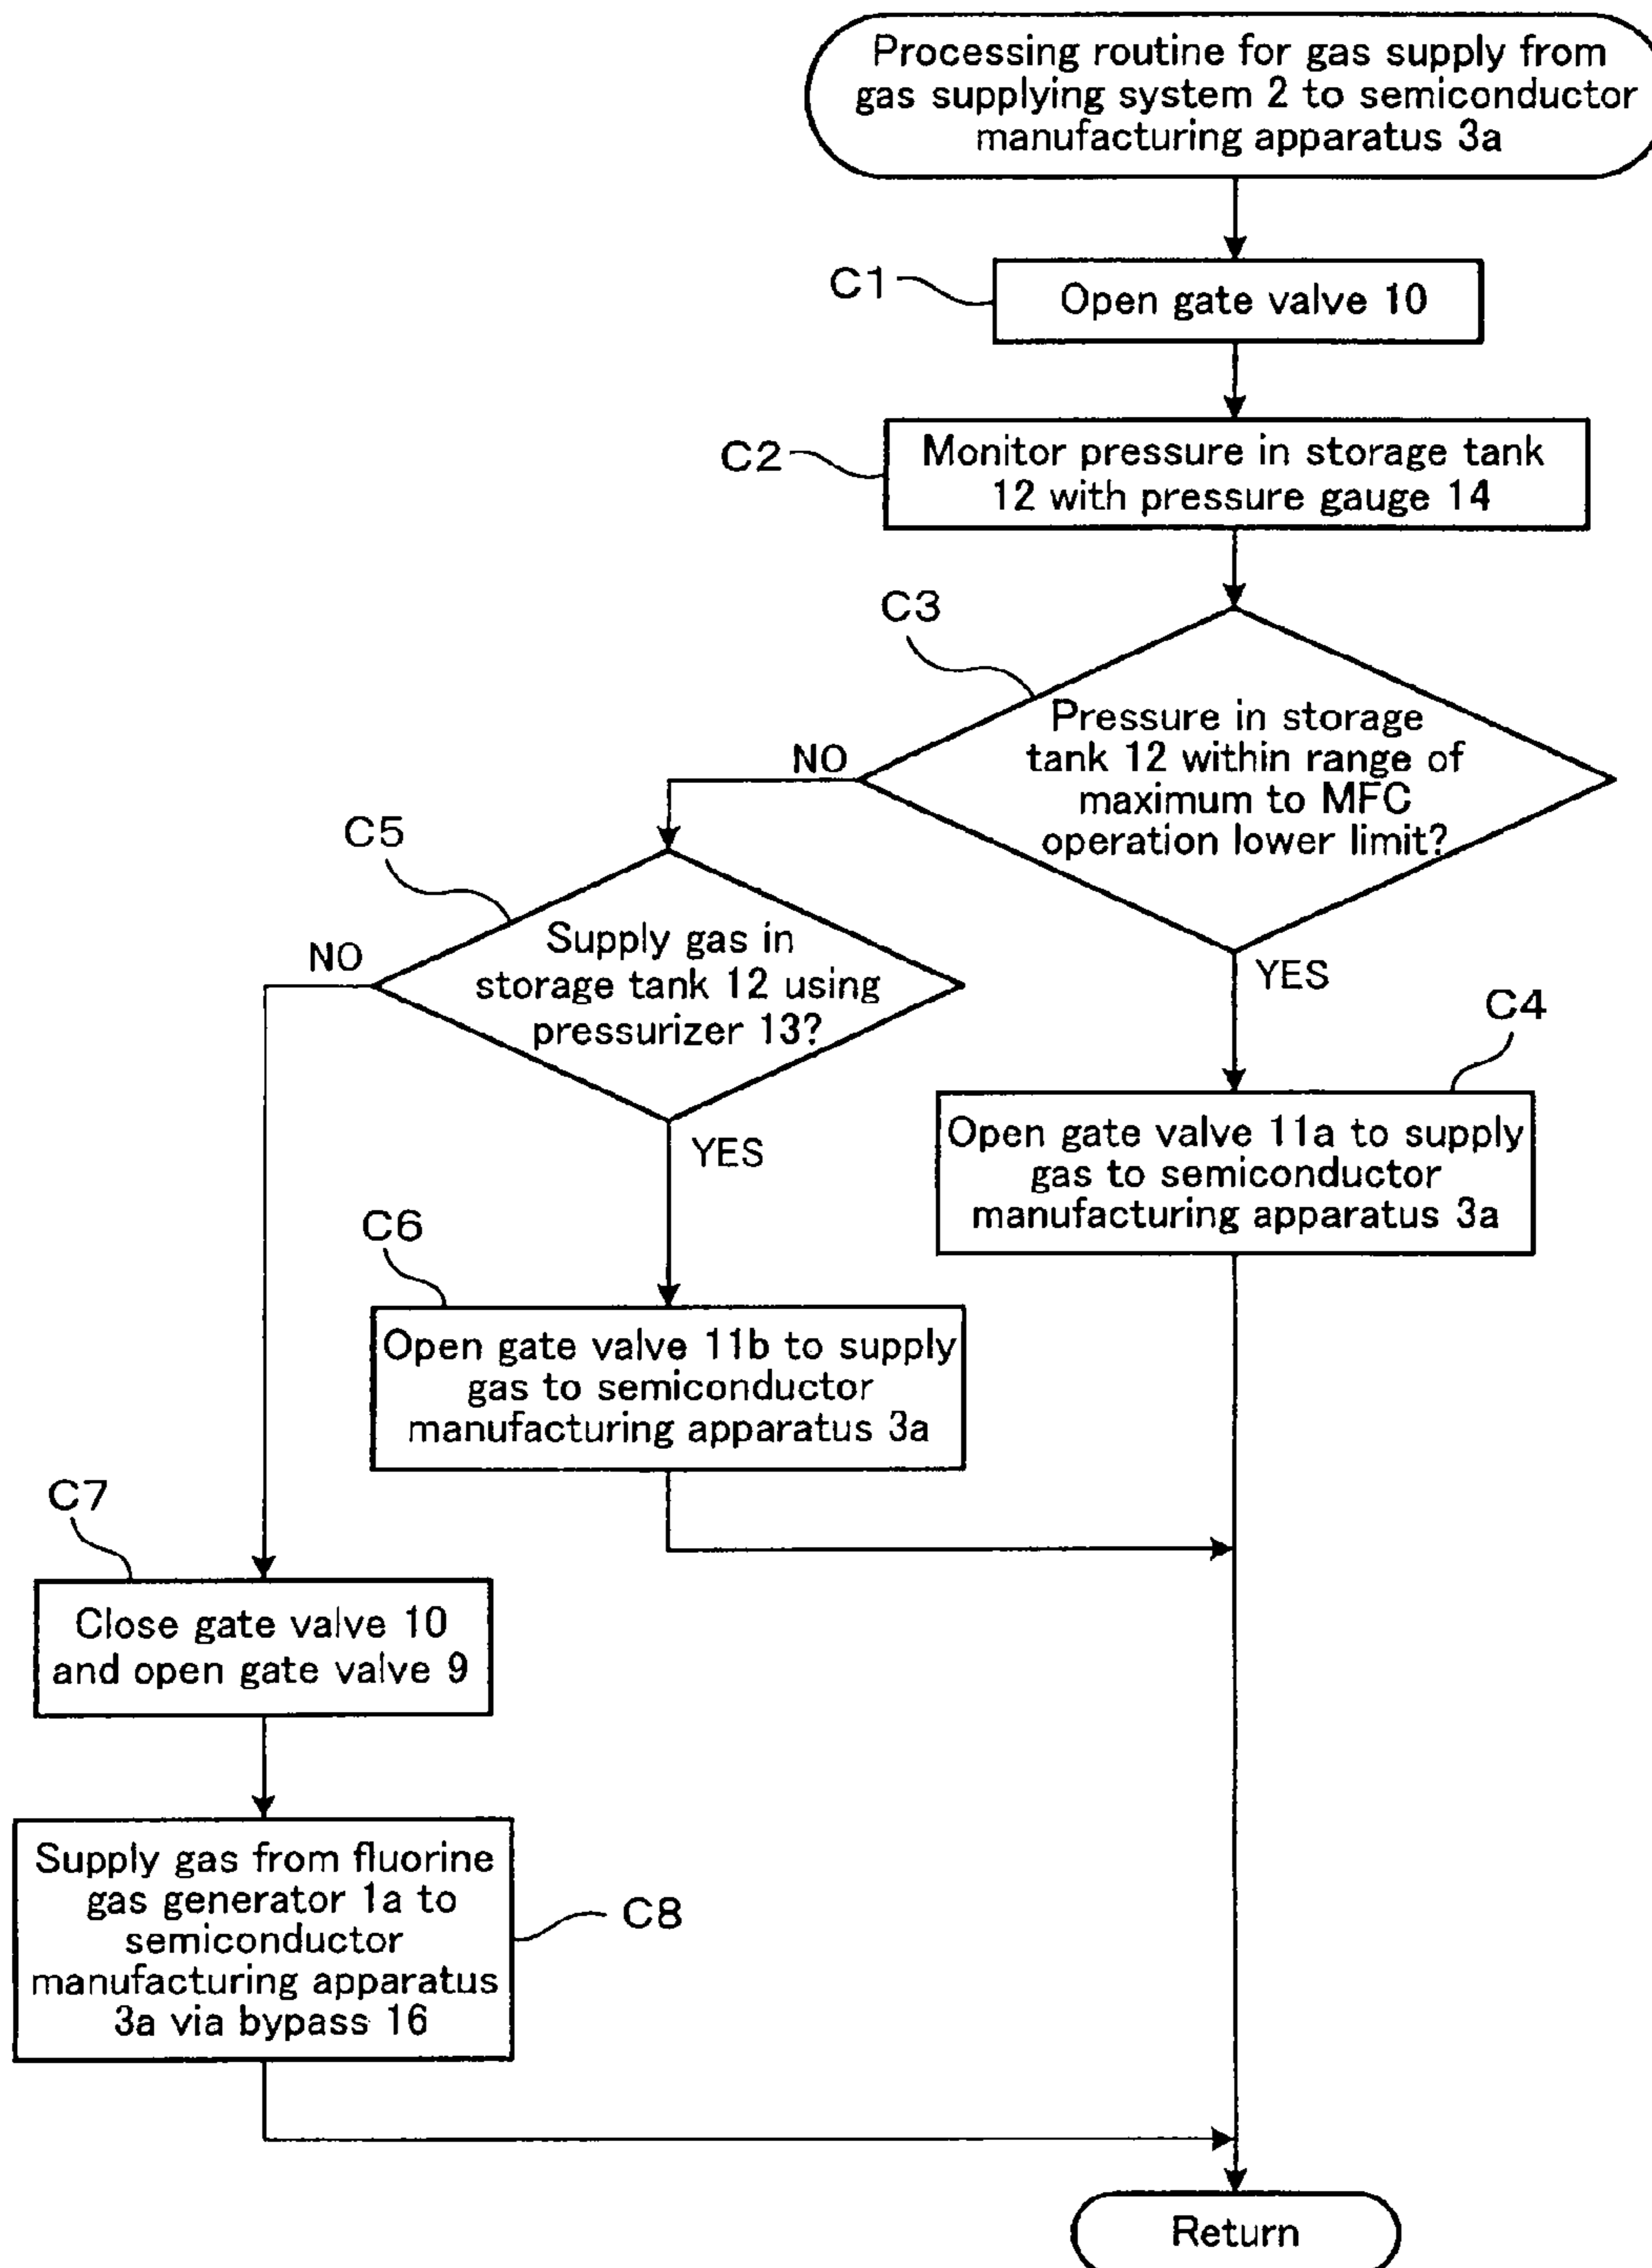 Processing routine for gas supply from
gas supplying system 2 to semiconductor
manufacturing apparatus 3a
C1
Open gate valve 10
C2
Monitor pressure in storage tank
12 with pressure gauge 14
C3
Pressure in storage
tank 12 within range of
maximum to MFC
operation lower limit?
NO
YES
C5
Supply gas in
storage tank 12 using
pressurizer 13?
NO
YES
C4
Open gate valve 11a to supply
gas to semiconductor
manufacturing apparatus 3a
C6
Open gate valve 11b to supply
gas to semiconductor
manufacturing apparatus 3a
C7
Close gate valve 10
and open gate valve 9
Supply gas from fluorine
gas generator 1a to
semiconductor
manufacturing apparatus
3a via bypass 16
C8
Return